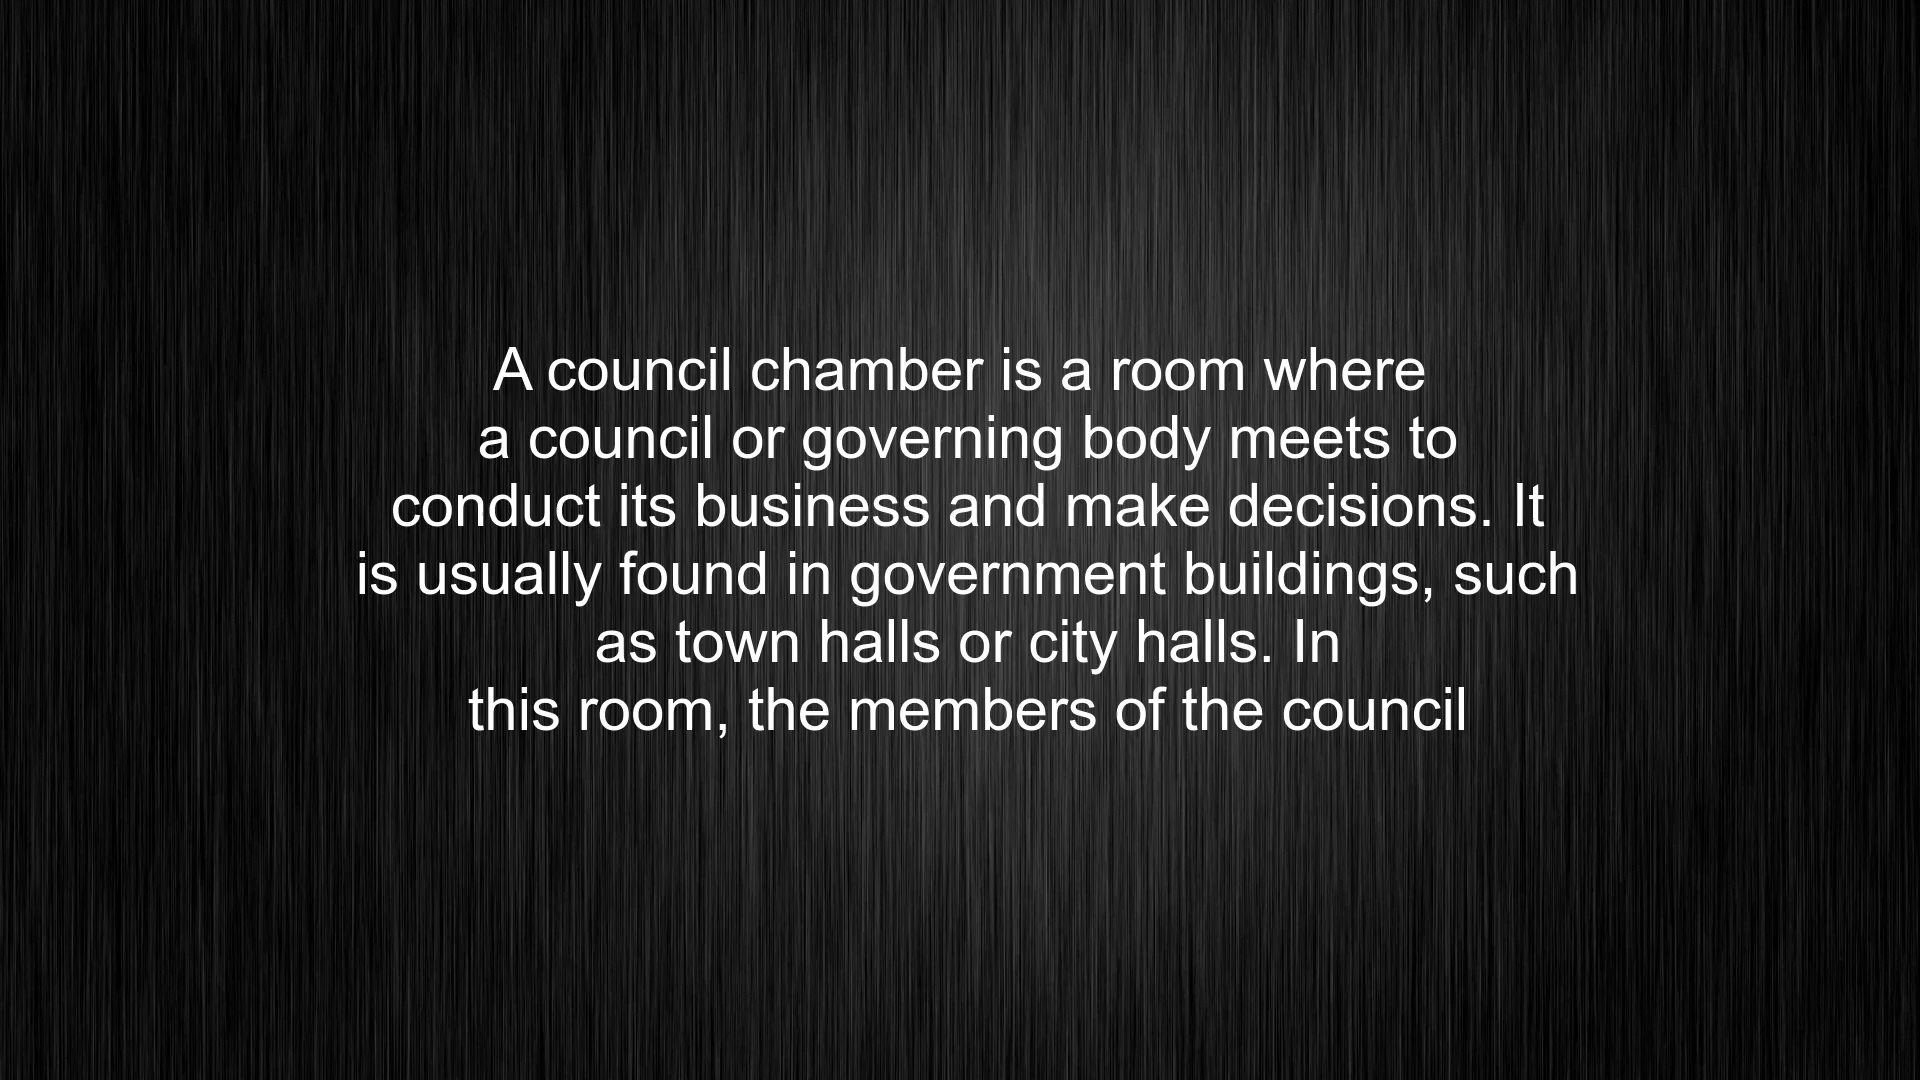 A council chamber is a room where
a council or governing body meets to
conduct its business and make decisions. It
is usually found in government buildings, such
as town halls or city halls. In
this room, the members of the council